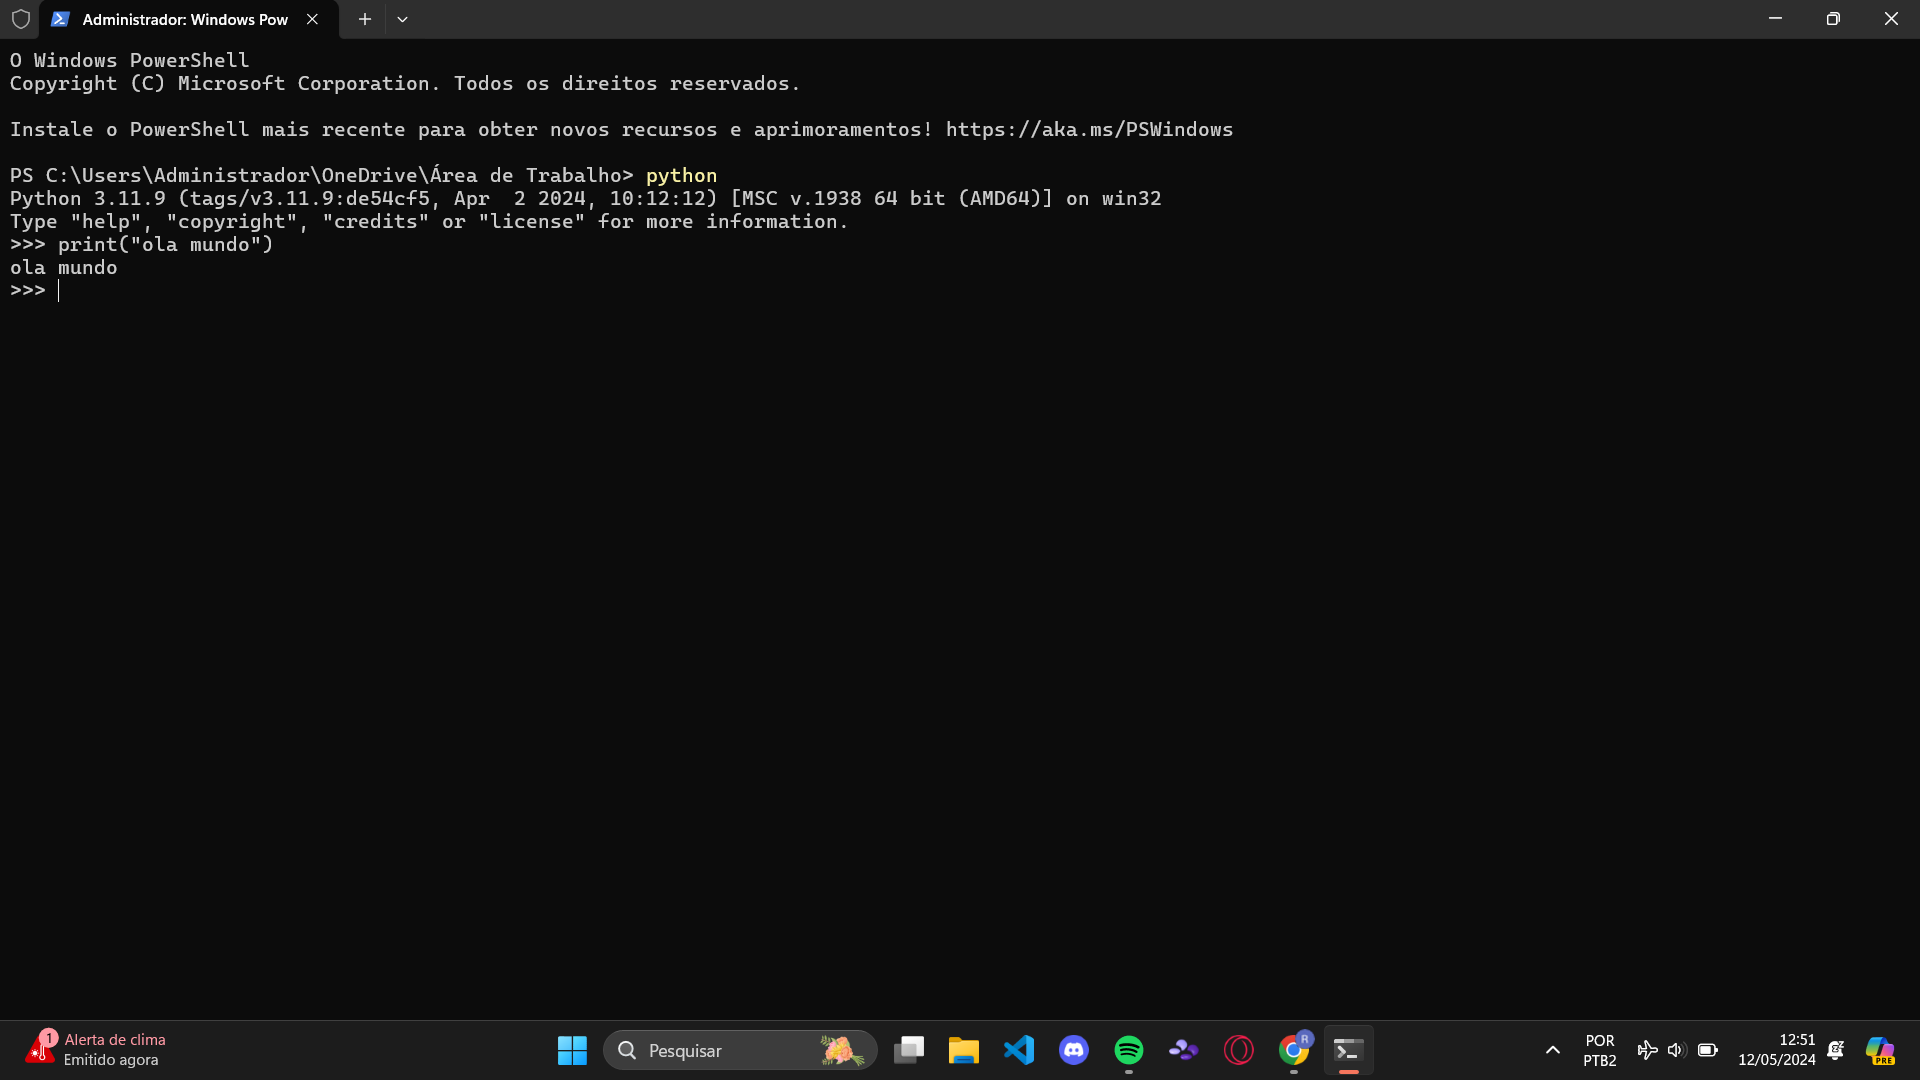 Administrador: Windows Pow
O Windows PowerShell
Copyright (C) Microsoft Corporation. Todos os direitos reservados.
Instale o PowerShell mais recente para obter novos recursos e aprimoramentos! https://aka.ms/PSWindows
PS C:\Users\Administrador\OneDrive\Área de Trabalho> python
Python 3.11.9 (tags/v3.11.9:de54cf5, Apr  2 2024, 10:12:12) [MSC v.1938 64 bit (AMD64)] on win32
Type "help", "copyright", "credits" or "license" for more information.
>>> print("ola mundo")
ola mundo
>>>
1
Alerta de clima
Emitido agora
Pesquisar
R
POR
PTB2
12:51
12/05/2024
PRE